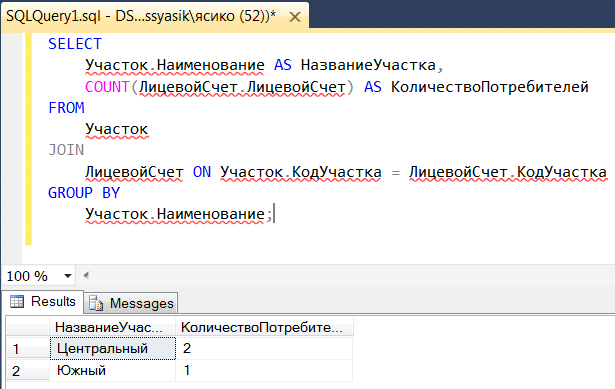 SQLQuery1.sql - DS...ssyasik\ясико (52))* ×
SELECT
Участок.Наименование AS НазваниеУчастка,
COUNT(ЛицевойСчет.ЛицевойСчет) AS КоличествоПотребителей
FROM
Участок
JOIN
ЛицевойСчет ON Участок.КодУчастка = ЛицевойСчет.КодУчастка
GROUP BY
Участок.Наименование;
100 %
Results Messages
НазваниеУчас... КоличествоПотребите...
1 Центральный 2
2 Южный 1